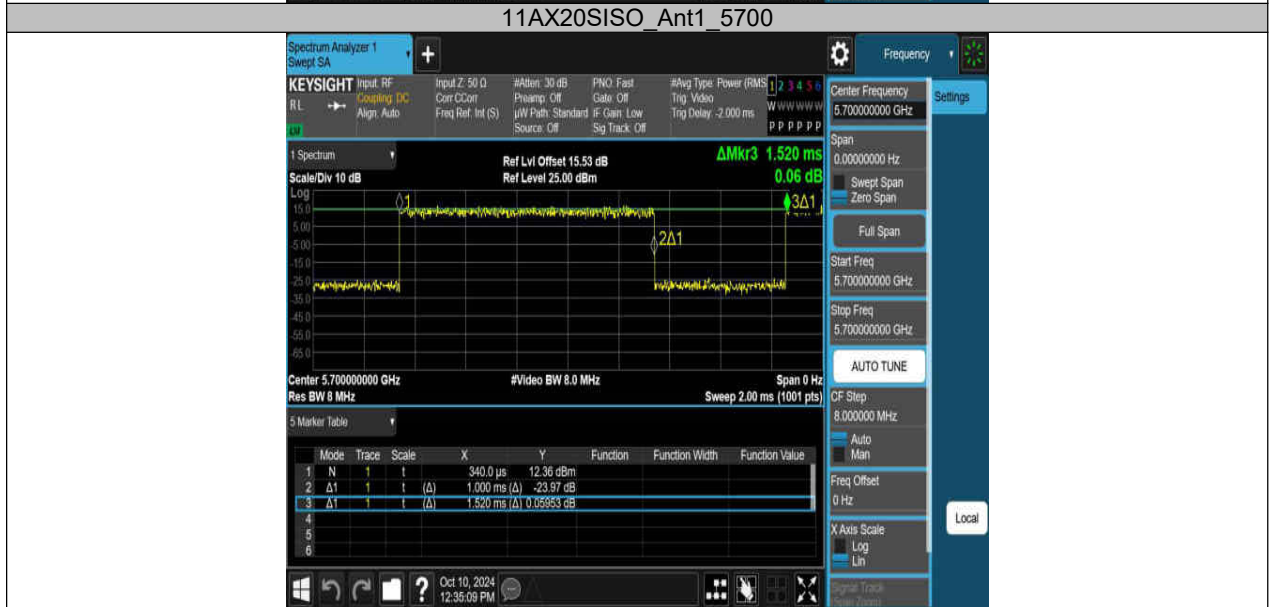 11AX20SISO_Ant1_5700
Spectrum Analyzer 1
Swept SA
+
Frequency
KEYSIGHT
RL
Input: RF
Coupling: DC
Align: Auto
Input Z: 50 Ω
Corr CCorr
Freq Ref: Int (S)
#Atten: 30 dB
Preamp: Off
µW Path: Standard
Source: Off
PNO: Fast
Gate: Off
IF Gain: Low
Sig Track: Off
#Avg Type: Power (RMS
Trig: Video
Trig Delay: -2.000 ms
1 2 3 4 5 6
W W W W W W
P P P P P P
1 Spectrum
Scale/Div 10 dB
Ref Lvl Offset 15.53 dB
Ref Level 25.00 dBm
ΔMkr3 1.520 ms
0.06 dB
Log
15.0
5.00
-5.00
-15.0
-25.0
-35.0
-45.0
-55.0
-65.0
1
2Δ1
3Δ1
Center 5.700000000 GHz
#Video BW 8.0 MHz
Span 0 Hz
Res BW 8 MHz
Sweep 2.00 ms (1001 pts)
5 Marker Table
Mode Trace Scale X Y Function Function Width Function Value
1 N 1 t 340.0 µs 12.36 dBm
2 Δ1 1 t (Δ) 1.000 ms (Δ) -23.97 dB
3 Δ1 1 t (Δ) 1.520 ms (Δ) 0.05953 dB
4
5
6
?
Oct 10, 2024
12:35:09 PM
Center Frequency
5.700000000 GHz
Settings
Span
0.00000000 Hz
Swept Span
Zero Span
Full Span
Start Freq
5.700000000 GHz
Stop Freq
5.700000000 GHz
AUTO TUNE
CF Step
8.000000 MHz
Auto
Man
Freq Offset
0 Hz
X Axis Scale
Log
Lin
Local
Signal Track
(Span Zoom)